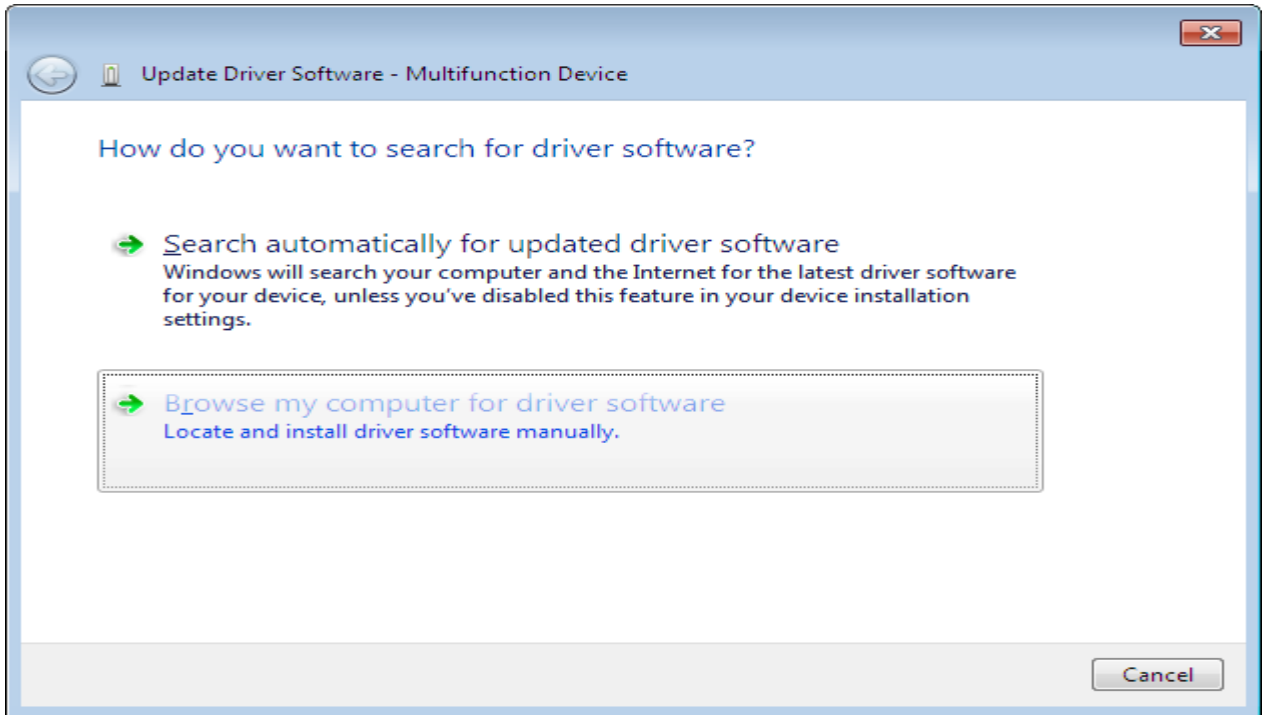 Update Driver Software - Multifunction Device
How do you want to search for driver software?
Search automatically for updated driver software
Windows will search your computer and the Internet for the latest driver software
for your device, unless you've disabled this feature in your device installation
settings.
Browse my computer for driver software
Locate and install driver software manually.
Cancel